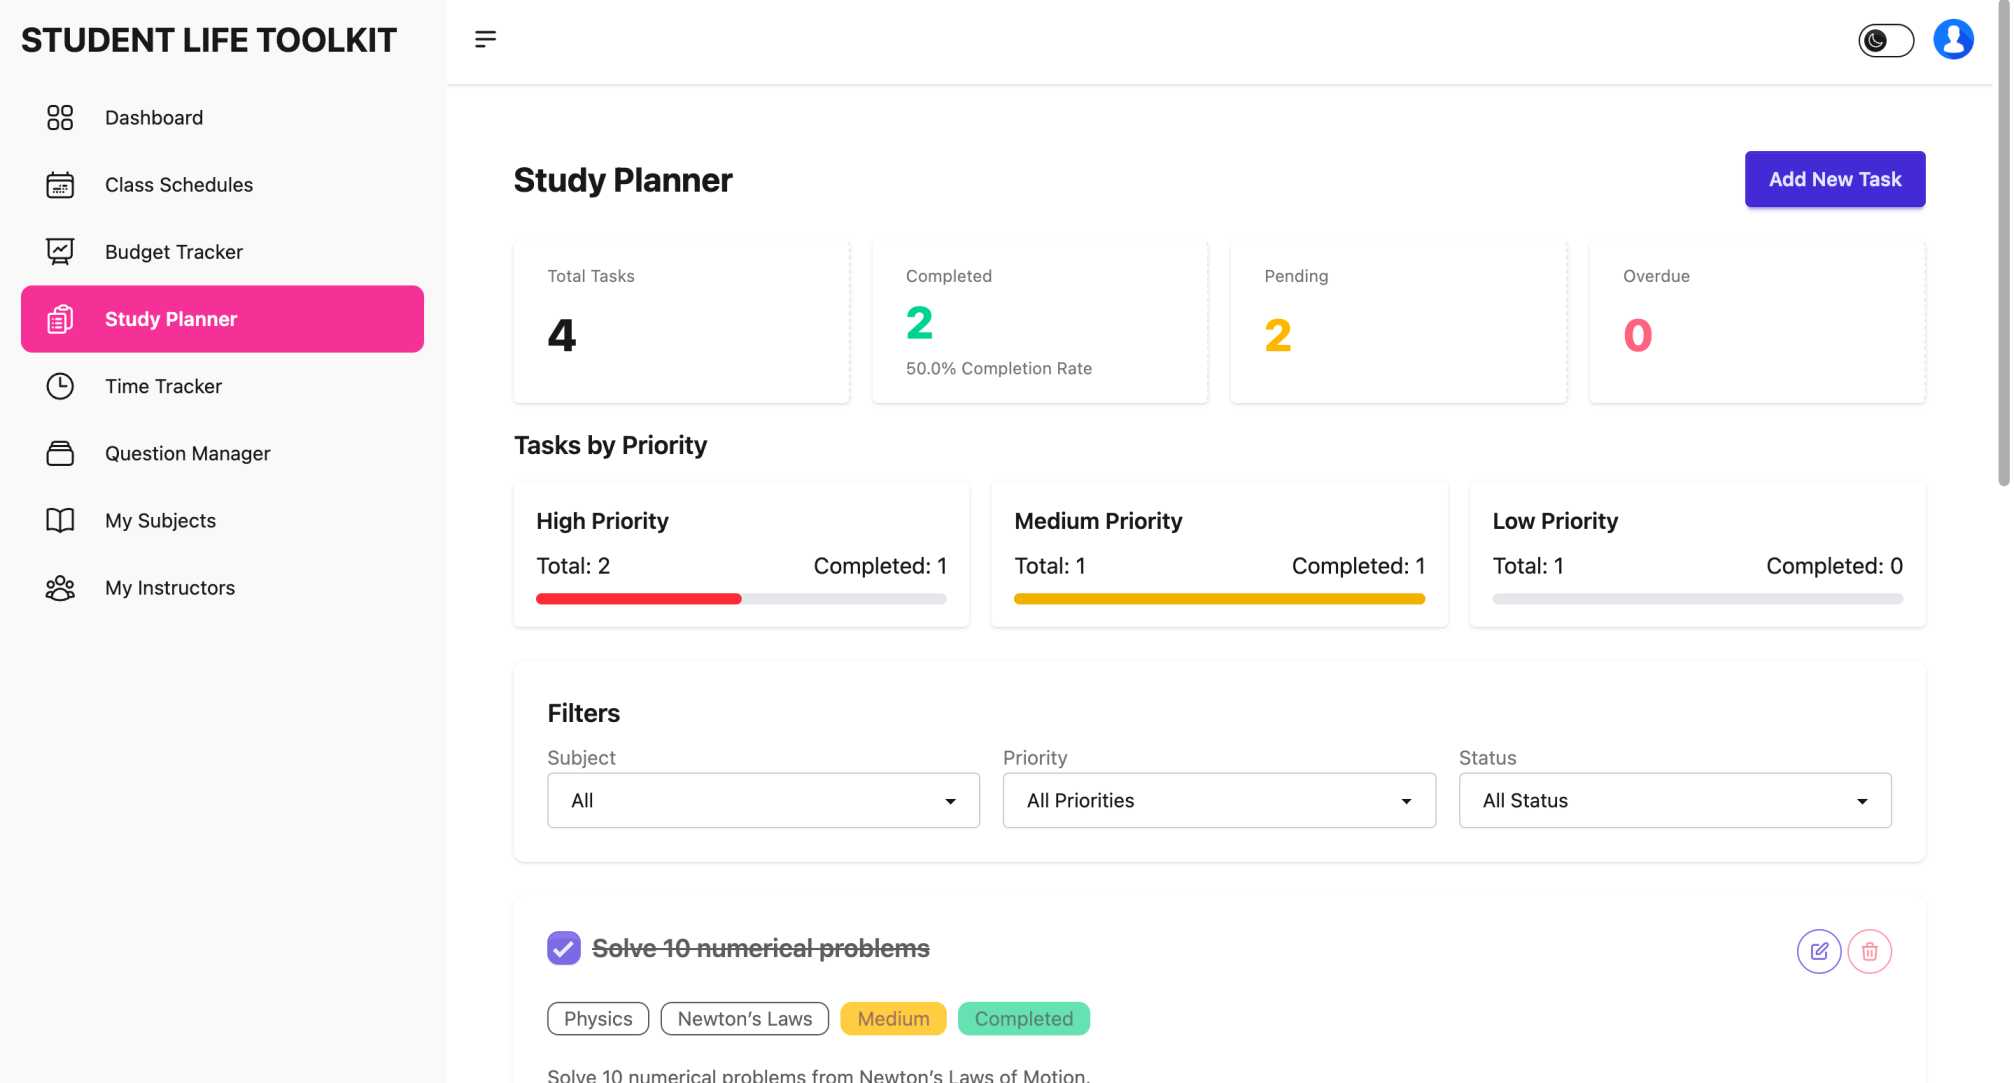 STUDENT LIFE TOOLKIT
Dashboard
Class Schedules
Budget Tracker
Study Planner
Time Tracker
Question Manager
My Subjects
My Instructors
Study Planner
Add New Task
Total Tasks
4
Completed
2
50.0% Completion Rate
Pending
2
Overdue
0
Tasks by Priority
High Priority
Total: 2 Completed: 1
Medium Priority
Total: 1 Completed: 1
Low Priority
Total: 1 Completed: 0
Filters
Subject
All
Priority
All Priorities
Status
All Status
Solve 10 numerical problems
Physics Newton's Laws Medium Completed
Solve 10 numerical problems from Newton's Laws of Motion.